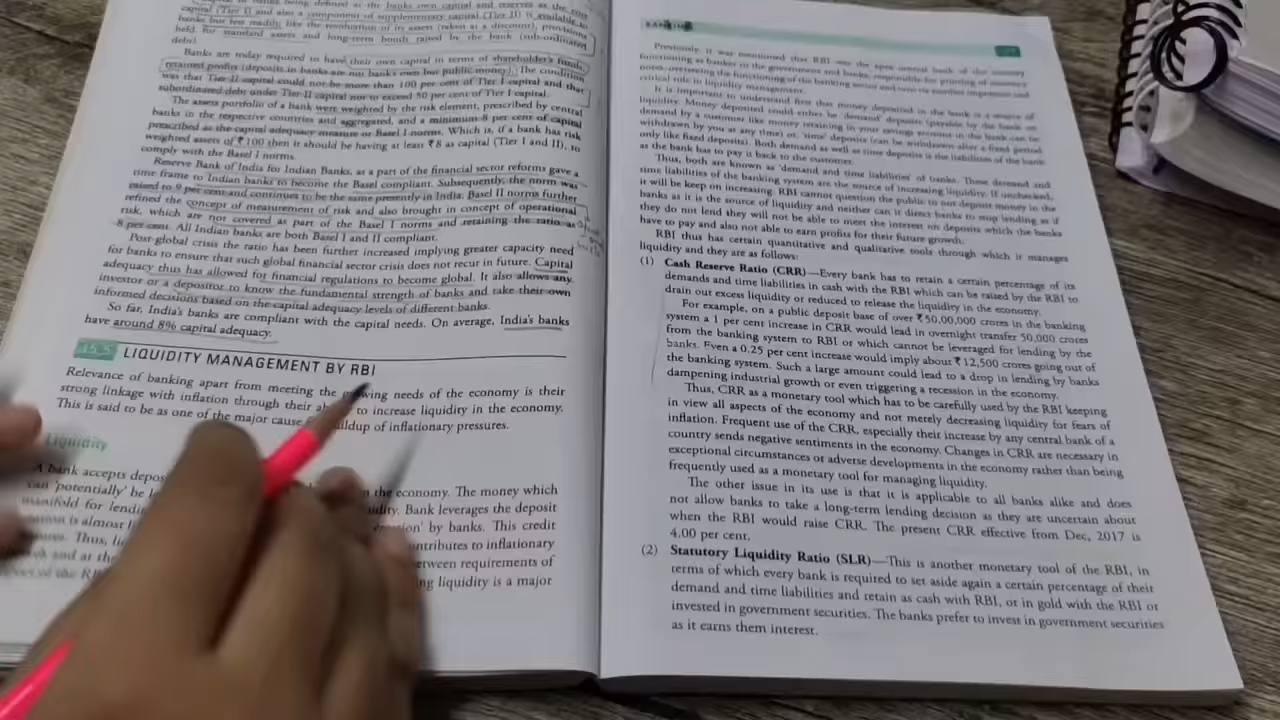 capital (Tier I) and also a component of supplementary capital (Tier II) is available to
banks but less readily; like the revaluation of its assets (taken at a discount), provisions
held for standard assets and long-term bonds raised by the bank (sub-ordinated
debt)
Banks are today required to have their own capital in terms of shareholder's funds,
retained profits (deposits in banks are not banks own but public money). The condition
was that Tier-II capital could not be more than 100 per cent of Tier I capital and that
subordinated debt under Tier-II capital not to exceed 50 per cent of Tier I capital.
The assets portfolio of a bank were weighted by the risk element, prescribed by central
banks in the respective countries and aggregated, and a minimum 8 per cent of capital
prescribed as the capital adequacy measure or Basel I norms. Which is, if a bank has risk
weighted assets of ₹100 then it should be having at least ₹8 as capital (Tier I and II), to
comply with the Basel I norms.
Reserve Bank of India for Indian Banks, as a part of the financial sector reforms gave a
time frame to Indian banks to become the Basel compliant. Subsequently, the norm was
raised to 9 per cent and continues to be the same presently in India. Basel II norms further
refined the concept of measurement of risk and also brought in concept of operational
risk, which are not covered as part of the Basel I norms and retaining the ratio as
8 per cent. All Indian banks are both Basel I and II compliant.
Post-global crisis the ratio has been further increased implying greater capacity need
for banks to ensure that such global financial sector crisis does not recur in future. Capital
adequacy thus has allowed for financial regulations to become global. It also allows any
investor or a depositor to know the fundamental strength of banks and take their own
informed decisions based on the capital adequacy levels of different banks.
So far, India's banks are compliant with the capital needs. On average, India's banks
have around 8% capital adequacy.
15.5 LIQUIDITY MANAGEMENT BY RBI
Relevance of banking apart from meeting the growing needs of the economy is their
strong linkage with inflation through their to increase liquidity in the economy.
This is said to be as one of the major cause buildup of inflationary pressures.
Liquidity
A bank accepts depos the economy. The money which
can 'potentially' be Bank leverages the deposit
manifold for lendi by banks. This credit
is almost contributes to inflationary
Thus, between requirements of
and at the liquidity is a major
of the
BANKING
Previously, it was mentioned that RBI was the apex central bank of the country
functioning as banker to the government and banks, responsible for printing of currency
notes, overseeing the functioning of the banking sector and
critical role in liquidity management.
It is important to understand first that money deposited in the bank is a source of
liquidity. Money deposited could either be 'demand' deposits (payable by the bank on
demand by a customer like money retaining in your savings account in the bank can be
withdrawn by you at any time) or, 'time' deposits (can be withdrawn after a fixed period
only like fixed deposits). Both demand as well as time deposits is the liabilities of the bank
as the bank has to pay it back to the customer.
Thus, both are known as 'demand and time liabilities' of banks. These demand and
time liabilities of the banking system are the source of increasing liquidity. If unchecked,
it will be keep on increasing. RBI cannot question the public to not deposit money in the
banks as it is the source of liquidity and neither can it direct banks to stop lending as if
they do not lend they will not be able to meet the interest on deposits which the banks
have to pay and also not able to earn profits for their future growth.
RBI thus has certain quantitative and qualitative tools through which it manages
liquidity and they are as follows:
(1) Cash Reserve Ratio (CRR)—Every bank has to retain a certain percentage of its
demands and time liabilities in cash with the RBI which can be raised by the RBI to
drain out excess liquidity or reduced to release the liquidity in the economy.
For example, on a public deposit base of over ₹50,00,000 crores in the banking
system a 1 per cent increase in CRR would lead in overnight transfer 50,000 crores
from the banking system to RBI or which cannot be leveraged for lending by the
banks. Even a 0.25 per cent increase would imply about ₹12,500 crores going out of
the banking system. Such a large amount could lead to a drop in lending by banks
dampening industrial growth or even triggering a recession in the economy.
Thus, CRR as a monetary tool which has to be carefully used by the RBI keeping
in view all aspects of the economy and not merely decreasing liquidity for fears of
inflation. Frequent use of the CRR, especially their increase by any central bank of a
country sends negative sentiments in the economy. Changes in CRR are necessary in
exceptional circumstances or adverse developments in the economy rather than being
frequently used as a monetary tool for managing liquidity.
The other issue in its use is that it is applicable to all banks alike and does
not allow banks to take a long-term lending decision as they are uncertain about
when the RBI would raise CRR. The present CRR effective from Dec, 2017 is
4.00 per cent.
(2) Statutory Liquidity Ratio (SLR)—This is another monetary tool of the RBI, in
terms of which every bank is required to set aside again a certain percentage of their
demand and time liabilities and retain as cash with RBI, or in gold with the RBI or
invested in government securities. The banks prefer to invest in government securities
as it earns them interest.